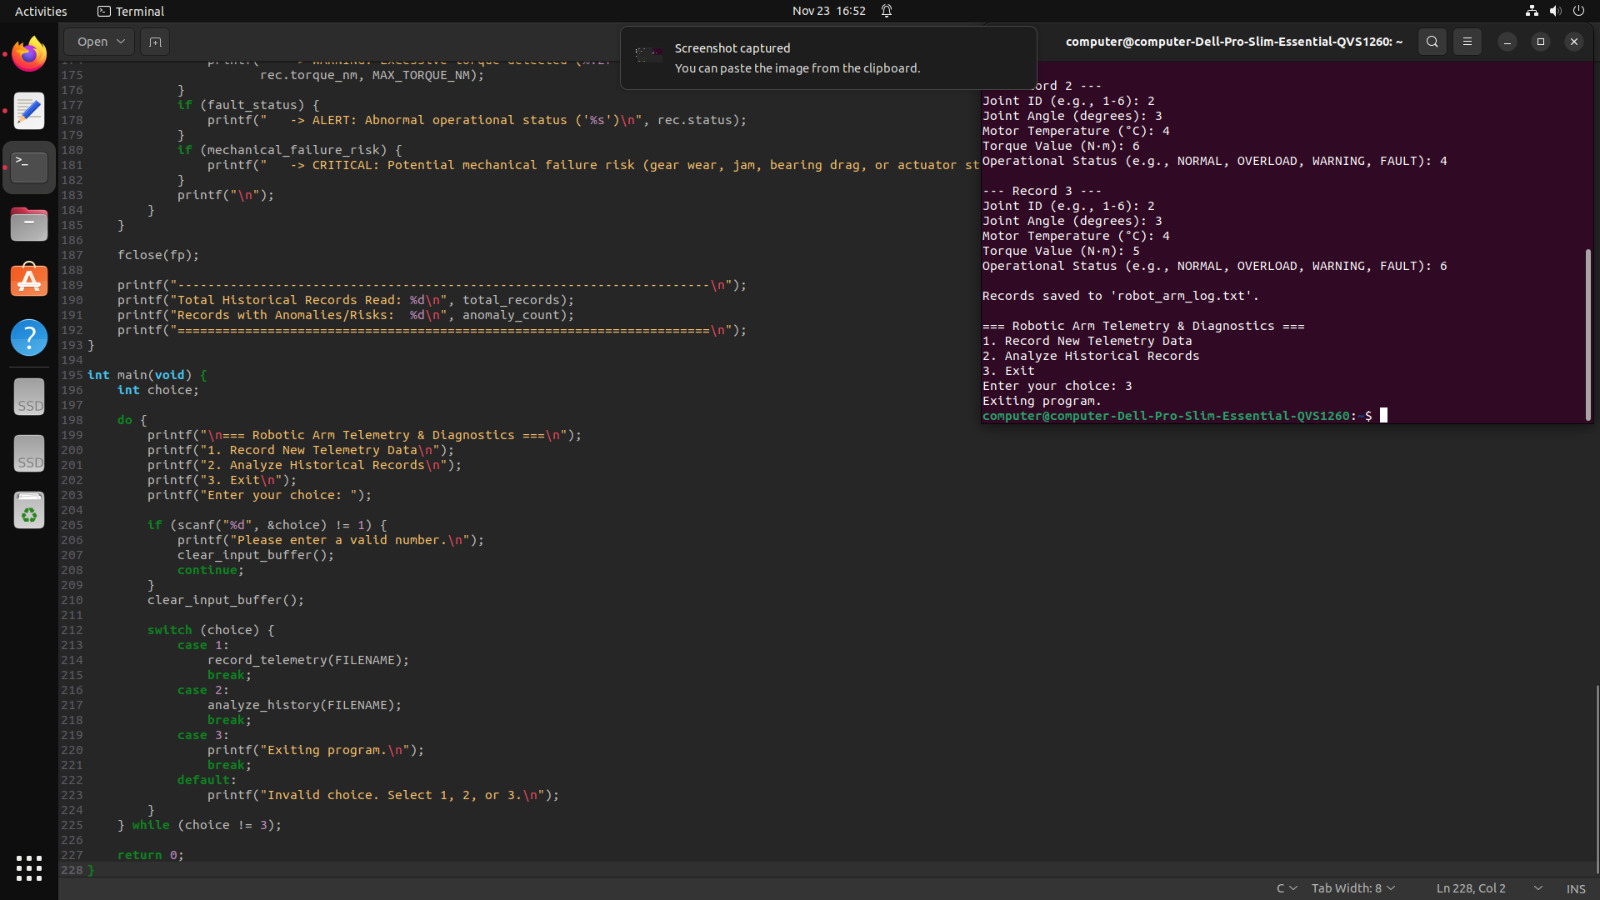 Activities
Terminal
Nov 23 16:52
Open
Screenshot captured
You can paste the image from the clipboard.
computer@computer-Dell-Pro-Slim-Essential-QVS1260: ~
175 rec.torque_nm, MAX_TORQUE_NM);
176 }
177 if (fault_status) {
178 printf("   -> ALERT: Abnormal operational status ('%s')\n", rec.status);
179 }
180 if (mechanical_failure_risk) {
181 printf("   -> CRITICAL: Potential mechanical failure risk (gear wear, jam, bearing drag, or actuator st
182 }
183 printf("\n");
184 }
185 }
186
187 fclose(fp);
188
189 printf("-----------------------------------------------------------------------\n");
190 printf("Total Historical Records Read: %d\n", total_records);
191 printf("Records with Anomalies/Risks:  %d\n", anomaly_count);
192 printf("=======================================================================\n");
193 }
194
195 int main(void) {
196 int choice;
197
198 do {
199 printf("\n=== Robotic Arm Telemetry & Diagnostics ===\n");
200 printf("1. Record New Telemetry Data\n");
201 printf("2. Analyze Historical Records\n");
202 printf("3. Exit\n");
203 printf("Enter your choice: ");
204
205 if (scanf("%d", &choice) != 1) {
206 printf("Please enter a valid number.\n");
207 clear_input_buffer();
208 continue;
209 }
210 clear_input_buffer();
211
212 switch (choice) {
213 case 1:
214 record_telemetry(FILENAME);
215 break;
216 case 2:
217 analyze_history(FILENAME);
218 break;
219 case 3:
220 printf("Exiting program.\n");
221 break;
222 default:
223 printf("Invalid choice. Select 1, 2, or 3.\n");
224 }
225 } while (choice != 3);
226
227 return 0;
228 }
ord 2 ---
Joint ID (e.g., 1-6): 2
Joint Angle (degrees): 3
Motor Temperature (°C): 4
Torque Value (N·m): 6
Operational Status (e.g., NORMAL, OVERLOAD, WARNING, FAULT): 4
--- Record 3 ---
Joint ID (e.g., 1-6): 2
Joint Angle (degrees): 3
Motor Temperature (°C): 4
Torque Value (N·m): 5
Operational Status (e.g., NORMAL, OVERLOAD, WARNING, FAULT): 6
Records saved to 'robot_arm_log.txt'.
=== Robotic Arm Telemetry & Diagnostics ===
1. Record New Telemetry Data
2. Analyze Historical Records
3. Exit
Enter your choice: 3
Exiting program.
computer@computer-Dell-Pro-Slim-Essential-QVS1260:~$
SSD
SSD
C
Tab Width: 8
Ln 228, Col 2
INS